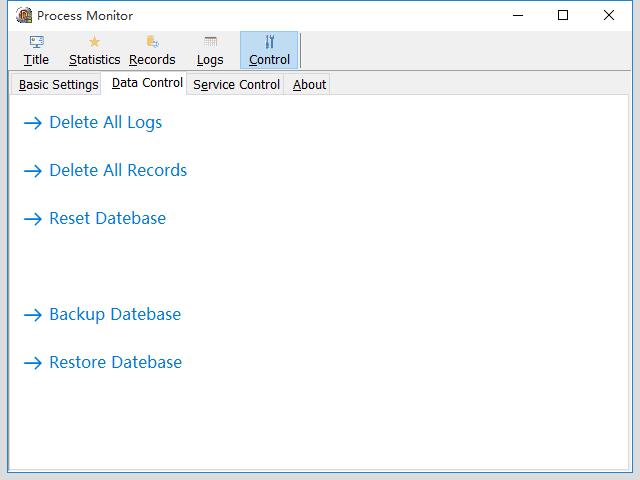 Process Monitor
Title Statistics Records Logs Control
Basic Settings Data Control Service Control About
→ Delete All Logs
→ Delete All Records
→ Reset Datebase
→ Backup Datebase
→ Restore Datebase